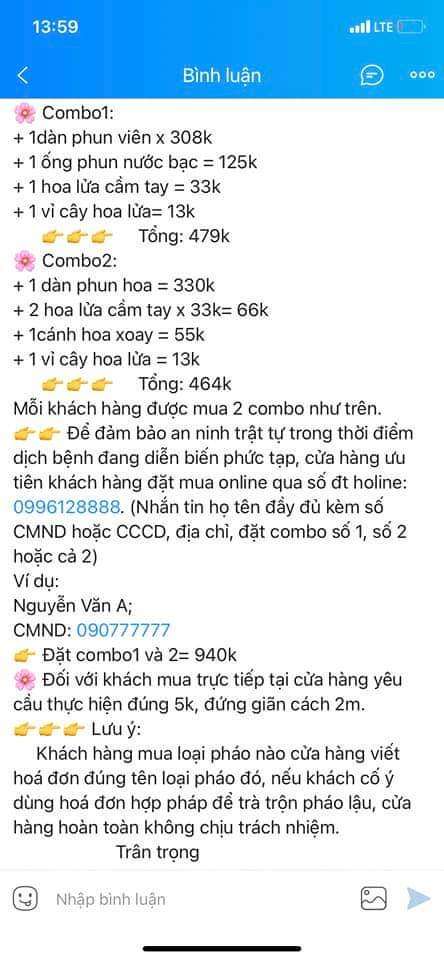 13:59
LTE
Bình luận
🌸 Combo1:
+ 1dàn phun viên x 308k
+ 1 ống phun nước bạc = 125k
+ 1 hoa lửa cầm tay = 33k
+ 1 vỉ cây hoa lửa= 13k
👉👉👉 Tổng: 479k
🌸 Combo2:
+ 1 dàn phun hoa = 330k
+ 2 hoa lửa cầm tay x 33k= 66k
+ 1cánh hoa xoay = 55k
+ 1 vỉ cây hoa lửa = 13k
👉👉👉 Tổng: 464k
Mỗi khách hàng được mua 2 combo như trên.
👉👉 Để đảm bảo an ninh trật tự trong thời điểm
dịch bệnh đang diễn biến phức tạp, cửa hàng ưu
tiên khách hàng đặt mua online qua số đt holine:
0996128888. (Nhắn tin họ tên đầy đủ kèm số
CMND hoặc CCCD, địa chỉ, đặt combo số 1, số 2
hoặc cả 2)
Ví dụ:
Nguyễn Văn A;
CMND: 090777777
👉 Đặt combo1 và 2= 940k
🌸 Đối với khách mua trực tiếp tại cửa hàng yêu
cầu thực hiện đúng 5k, đứng giãn cách 2m.
👉👉👉 Lưu ý:
Khách hàng mua loại pháo nào cửa hàng viết
hoá đơn đúng tên loại pháo đó, nếu khách cố ý
dùng hoá đơn hợp pháp để trà trộn pháo lậu, cửa
hàng hoàn toàn không chịu trách nhiệm.
Trân trọng
Nhập bình luận